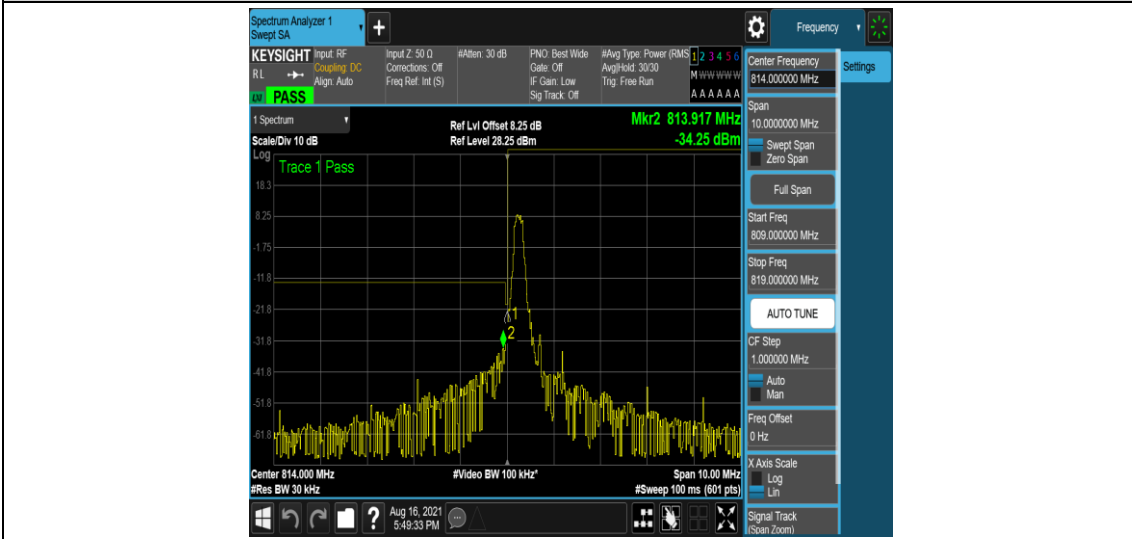 Spectrum Analyzer 1
Swept SA
+
Frequency
KEYSIGHT
RL
PASS
Input: RF
Coupling: DC
Align: Auto
Input Z: 50 Ω
Corrections: Off
Freq Ref: Int (S)
#Atten: 30 dB
PNO: Best Wide
Gate: Off
IF Gain: Low
Sig Track: Off
#Avg Type: Power (RMS
Avg|Hold: 30/30
Trig: Free Run
1 2 3 4 5 6
M W W W W W
A A A A A A
1 Spectrum
Scale/Div 10 dB
Ref Lvl Offset 8.25 dB
Ref Level 28.25 dBm
Mkr2 813.917 MHz
-34.25 dBm
Log
Trace 1 Pass
18.3
8.25
-1.75
-11.8
-21.8
-31.8
-41.8
-51.8
-61.8
1
2
Center 814.000 MHz
#Video BW 100 kHz*
Span 10.00 MHz
#Res BW 30 kHz
#Sweep 100 ms (601 pts)
?
Aug 16, 2021
5:49:33 PM
Center Frequency
814.000000 MHz
Settings
Span
10.0000000 MHz
Swept Span
Zero Span
Full Span
Start Freq
809.000000 MHz
Stop Freq
819.000000 MHz
AUTO TUNE
CF Step
1.000000 MHz
Auto
Man
Freq Offset
0 Hz
X Axis Scale
Log
Lin
Signal Track
(Span Zoom)